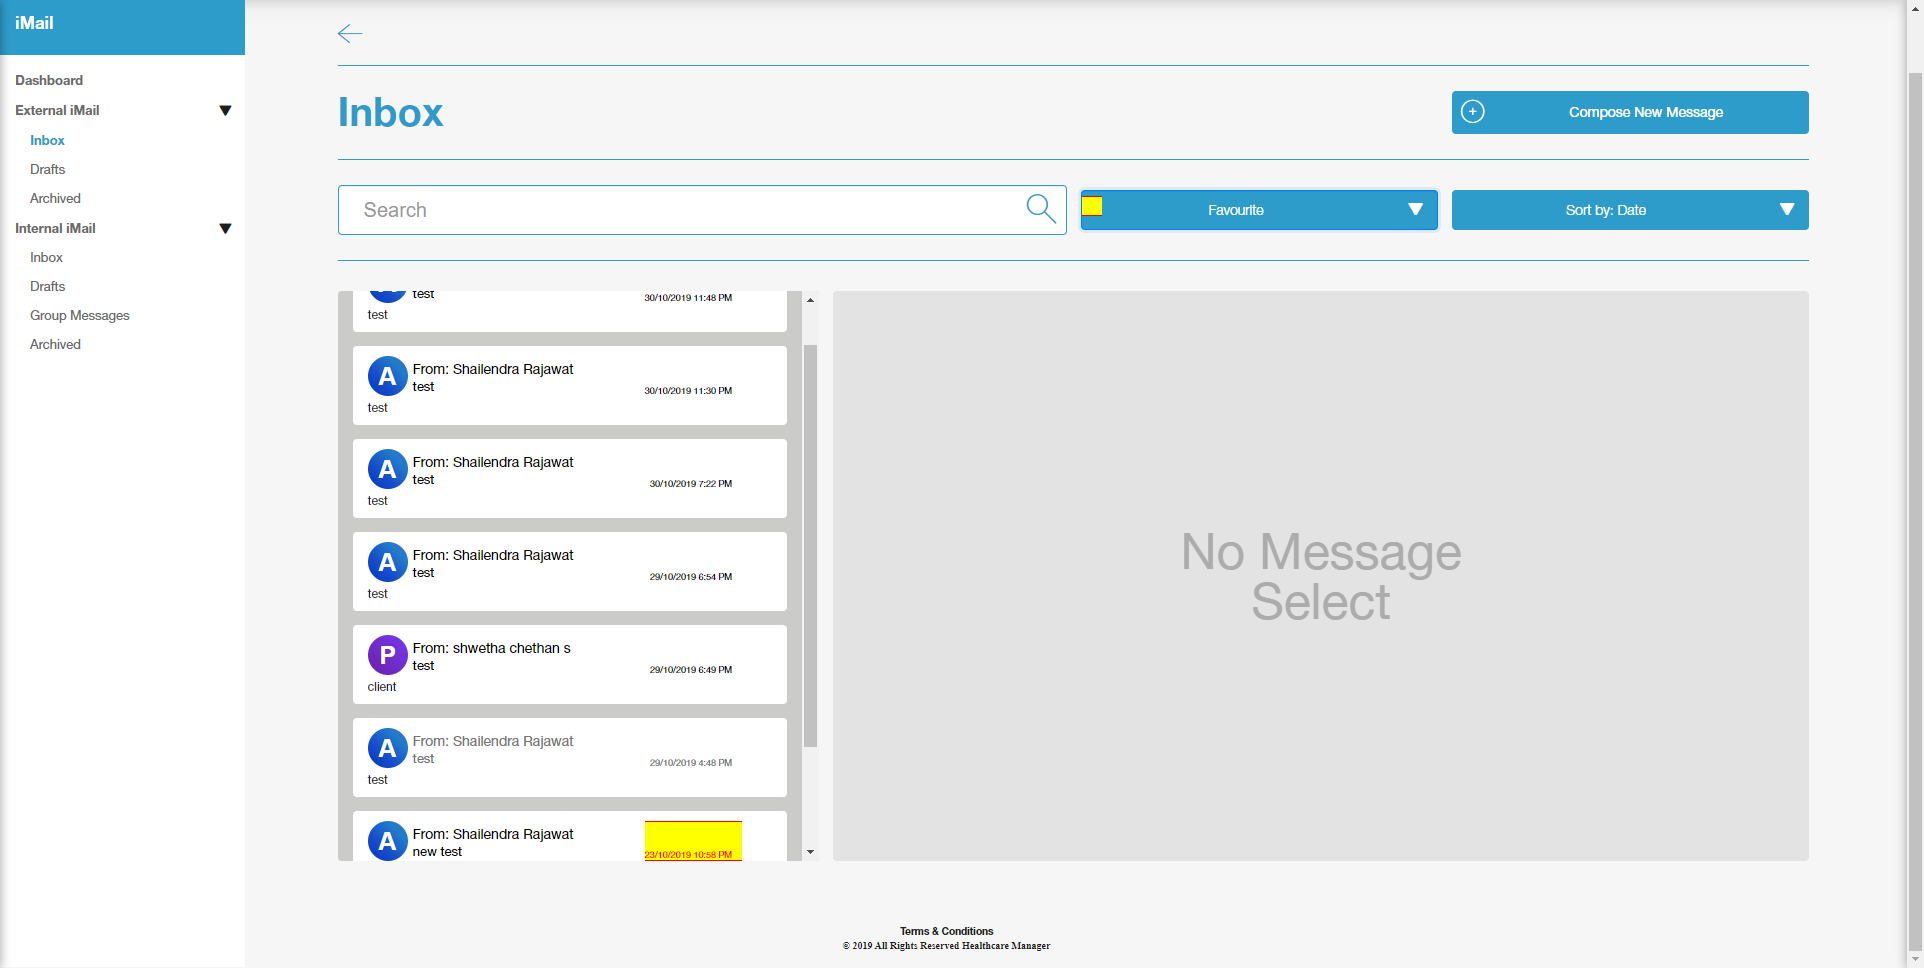 iMail
Dashboard
External iMail
Inbox
Drafts
Archived
Internal iMail
Inbox
Drafts
Group Messages
Archived
Inbox
+ Compose New Message
Search
Favourite
Sort by: Date
test
30/10/2019 11:48 PM
test
A
From: Shailendra Rajawat
test
30/10/2019 11:30 PM
test
A
From: Shailendra Rajawat
test
30/10/2019 7:22 PM
test
A
From: Shailendra Rajawat
test
29/10/2019 6:54 PM
test
P
From: shwetha chethan s
test
29/10/2019 6:49 PM
client
A
From: Shailendra Rajawat
test
29/10/2019 4:48 PM
test
A
From: Shailendra Rajawat
new test
23/10/2019 10:58 PM
No Message
Select
Terms & Conditions
© 2019 All Rights Reserved Healthcare Manager